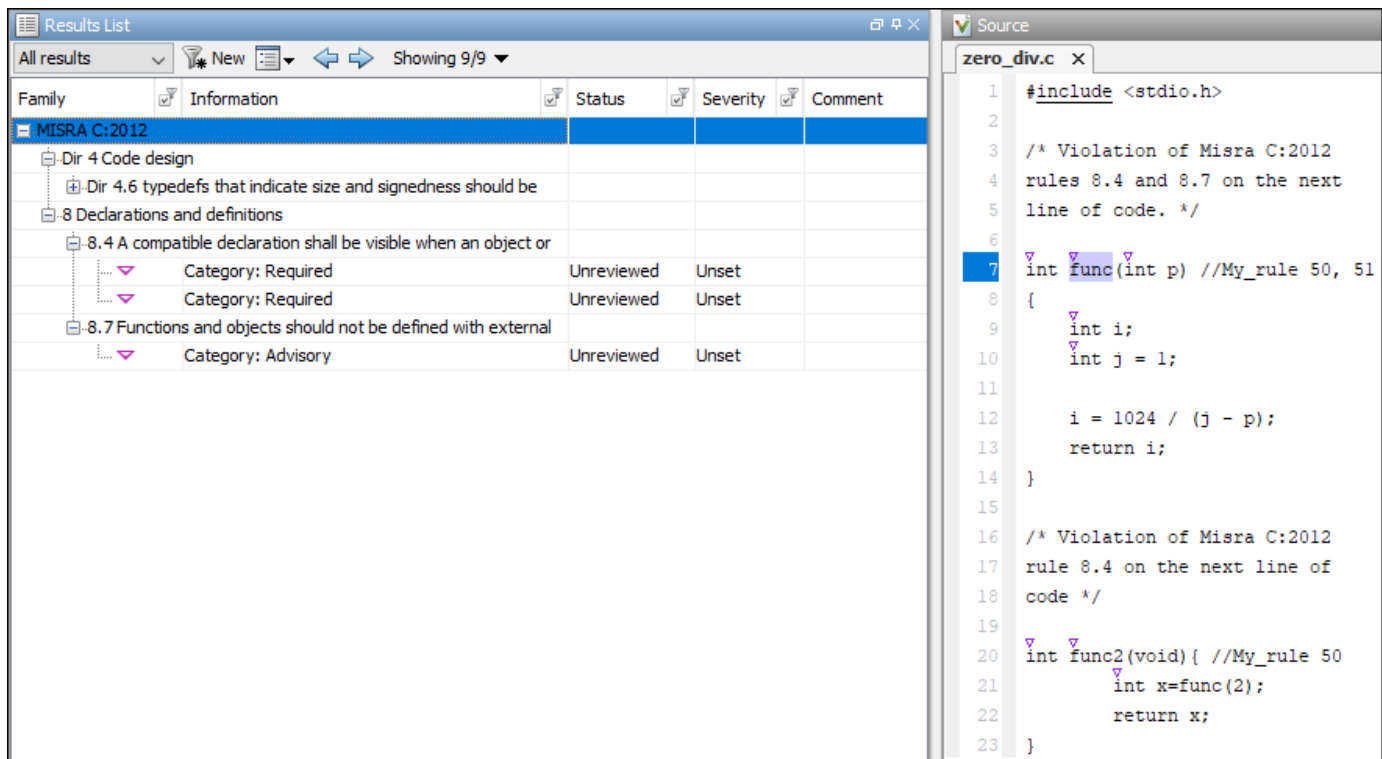 Results List
All results New Showing 9/9
Family Information Status Severity Comment
MISRA C:2012
Dir 4 Code design
Dir 4.6 typedefs that indicate size and signedness should be
8 Declarations and definitions
8.4 A compatible declaration shall be visible when an object or
Category: Required Unreviewed Unset
Category: Required Unreviewed Unset
8.7 Functions and objects should not be defined with external
Category: Advisory Unreviewed Unset
Source
zero_div.c X
1 #include <stdio.h>
2
3 /* Violation of Misra C:2012
4 rules 8.4 and 8.7 on the next
5 line of code. */
6
7 int func(int p) //My_rule 50, 51
8 {
9 int i;
10 int j = 1;
11
12 i = 1024 / (j - p);
13 return i;
14 }
15
16 /* Violation of Misra C:2012
17 rule 8.4 on the next line of
18 code */
19
20 int func2(void){ //My_rule 50
21 int x=func(2);
22 return x;
23 }